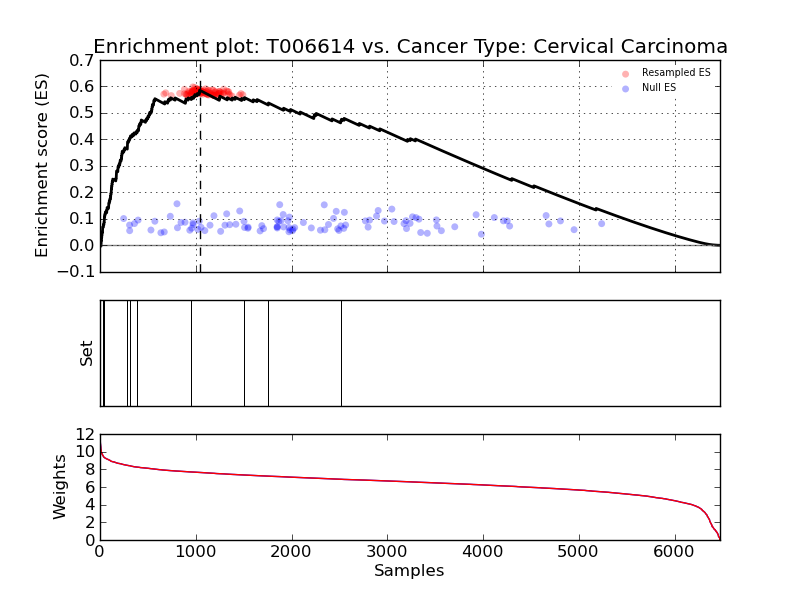 Enrichment plot: T006614 vs. Cancer Type: Cervical Carcinoma
0.7
0.6
0.5
0.4
0.3
0.2
0.1
0.0
−0.1
Enrichment score (ES)
Resampled ES
Null ES
Set
12
10
8
6
4
2
0
Weights
0 1000 2000 3000 4000 5000 6000
Samples